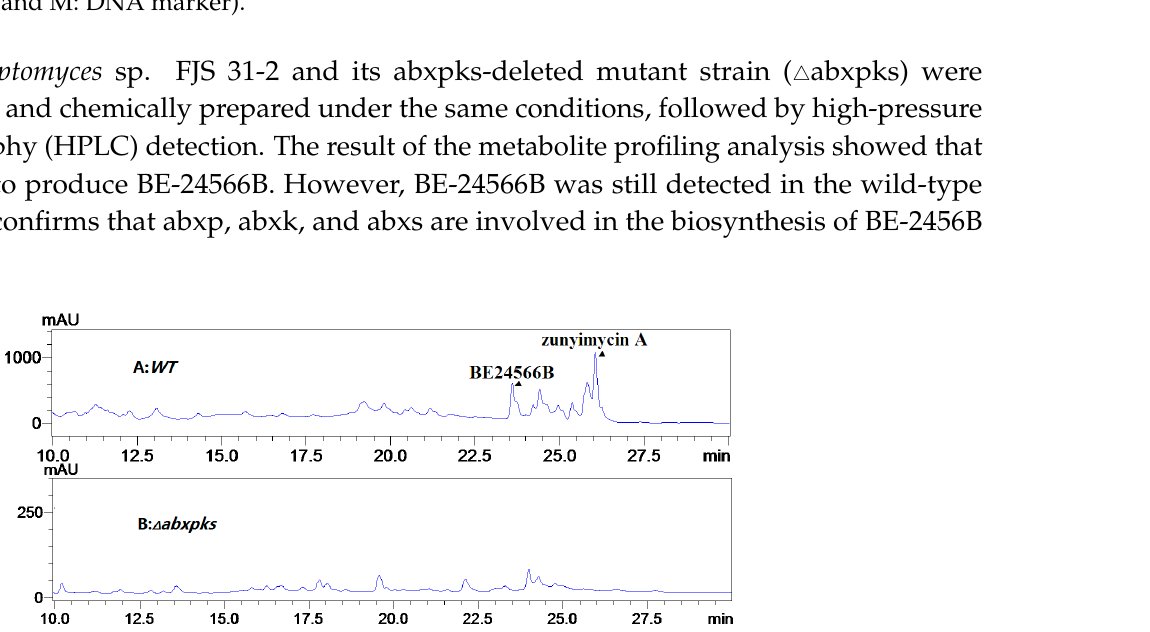 and M: DNA marker).
ptomyces sp. FJS 31-2 and its abxpks-deleted mutant strain (△abxpks) were
and chemically prepared under the same conditions, followed by high-pressure
phy (HPLC) detection. The result of the metabolite profiling analysis showed that
to produce BE-24566B. However, BE-24566B was still detected in the wild-type
confirms that abxp, abxk, and abxs are involved in the biosynthesis of BE-2456B
mAU
zunyimycin A
1000
A:WT
BE24566B
0
10.0 12.5 15.0 17.5 20.0 22.5 25.0 27.5 min
mAU
250
B:△abxpks
0
10.0 12.5 15.0 17.5 20.0 22.5 25.0 27.5 min